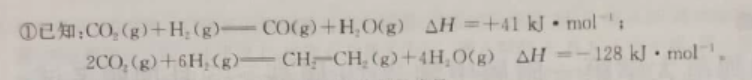 ①已知:CO₂(g)+H₂(g)══CO(g)+H₂O(g) ΔH=+41 kJ·mol⁻¹;
2CO₂(g)+6H₂(g)══CH₂═CH₂(g)+4H₂O(g) ΔH=-128 kJ·mol⁻¹。